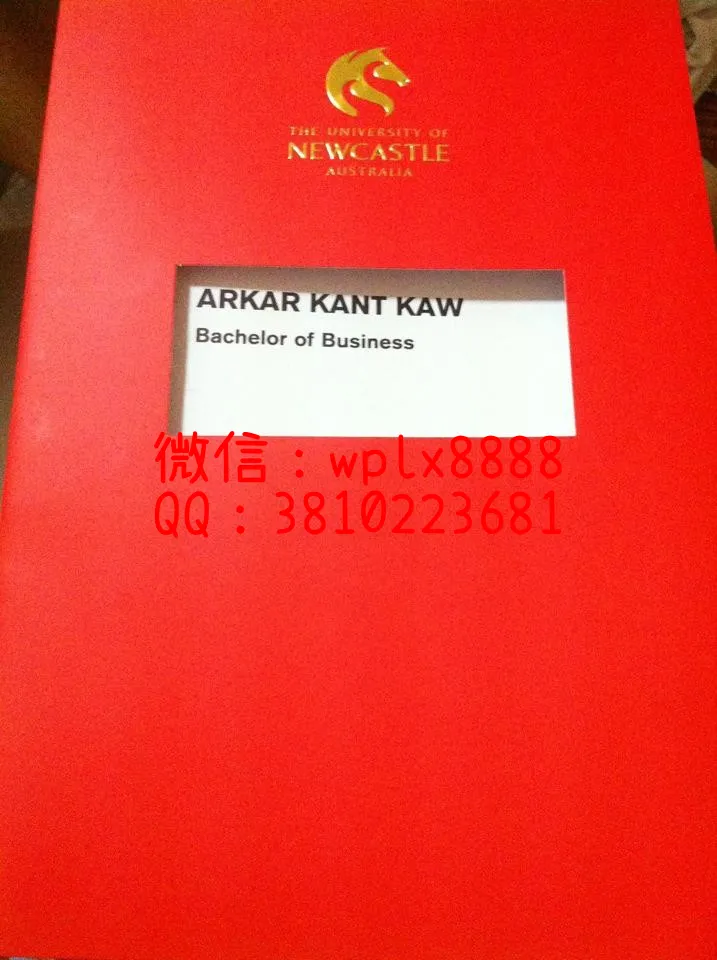 THE UNIVERSITY OF
NEWCASTLE
AUSTRALIA
ARKAR KANT KAW
Bachelor of Business
微信：wplx8888
QQ：3810223681